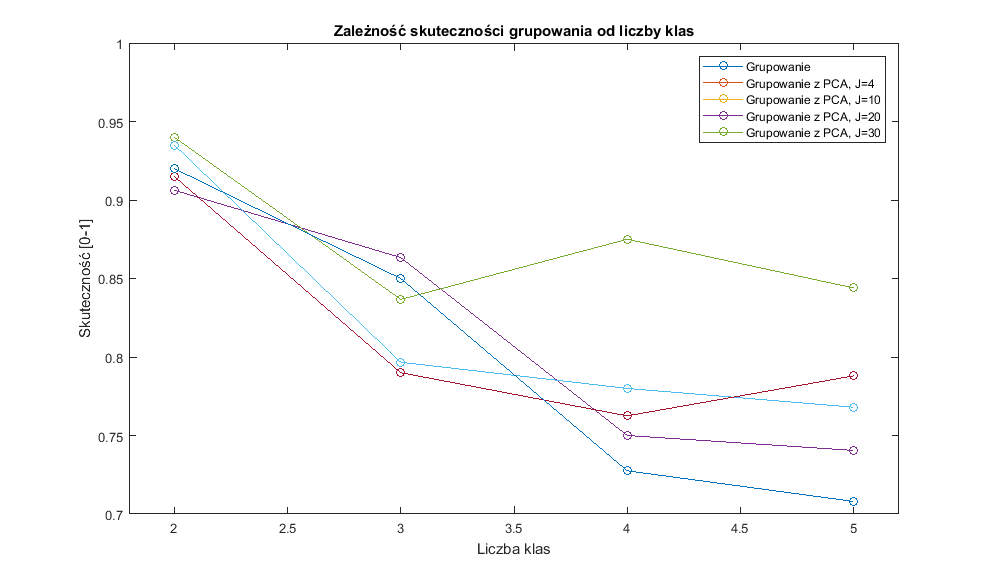 Zależność skuteczności grupowania od liczby klas
1
0.95
0.9
0.85
0.8
0.75
0.7
Skuteczność [0-1]
Grupowanie
Grupowanie z PCA, J=4
Grupowanie z PCA, J=10
Grupowanie z PCA, J=20
Grupowanie z PCA, J=30
2 2.5 3 3.5 4 4.5 5
Liczba klas